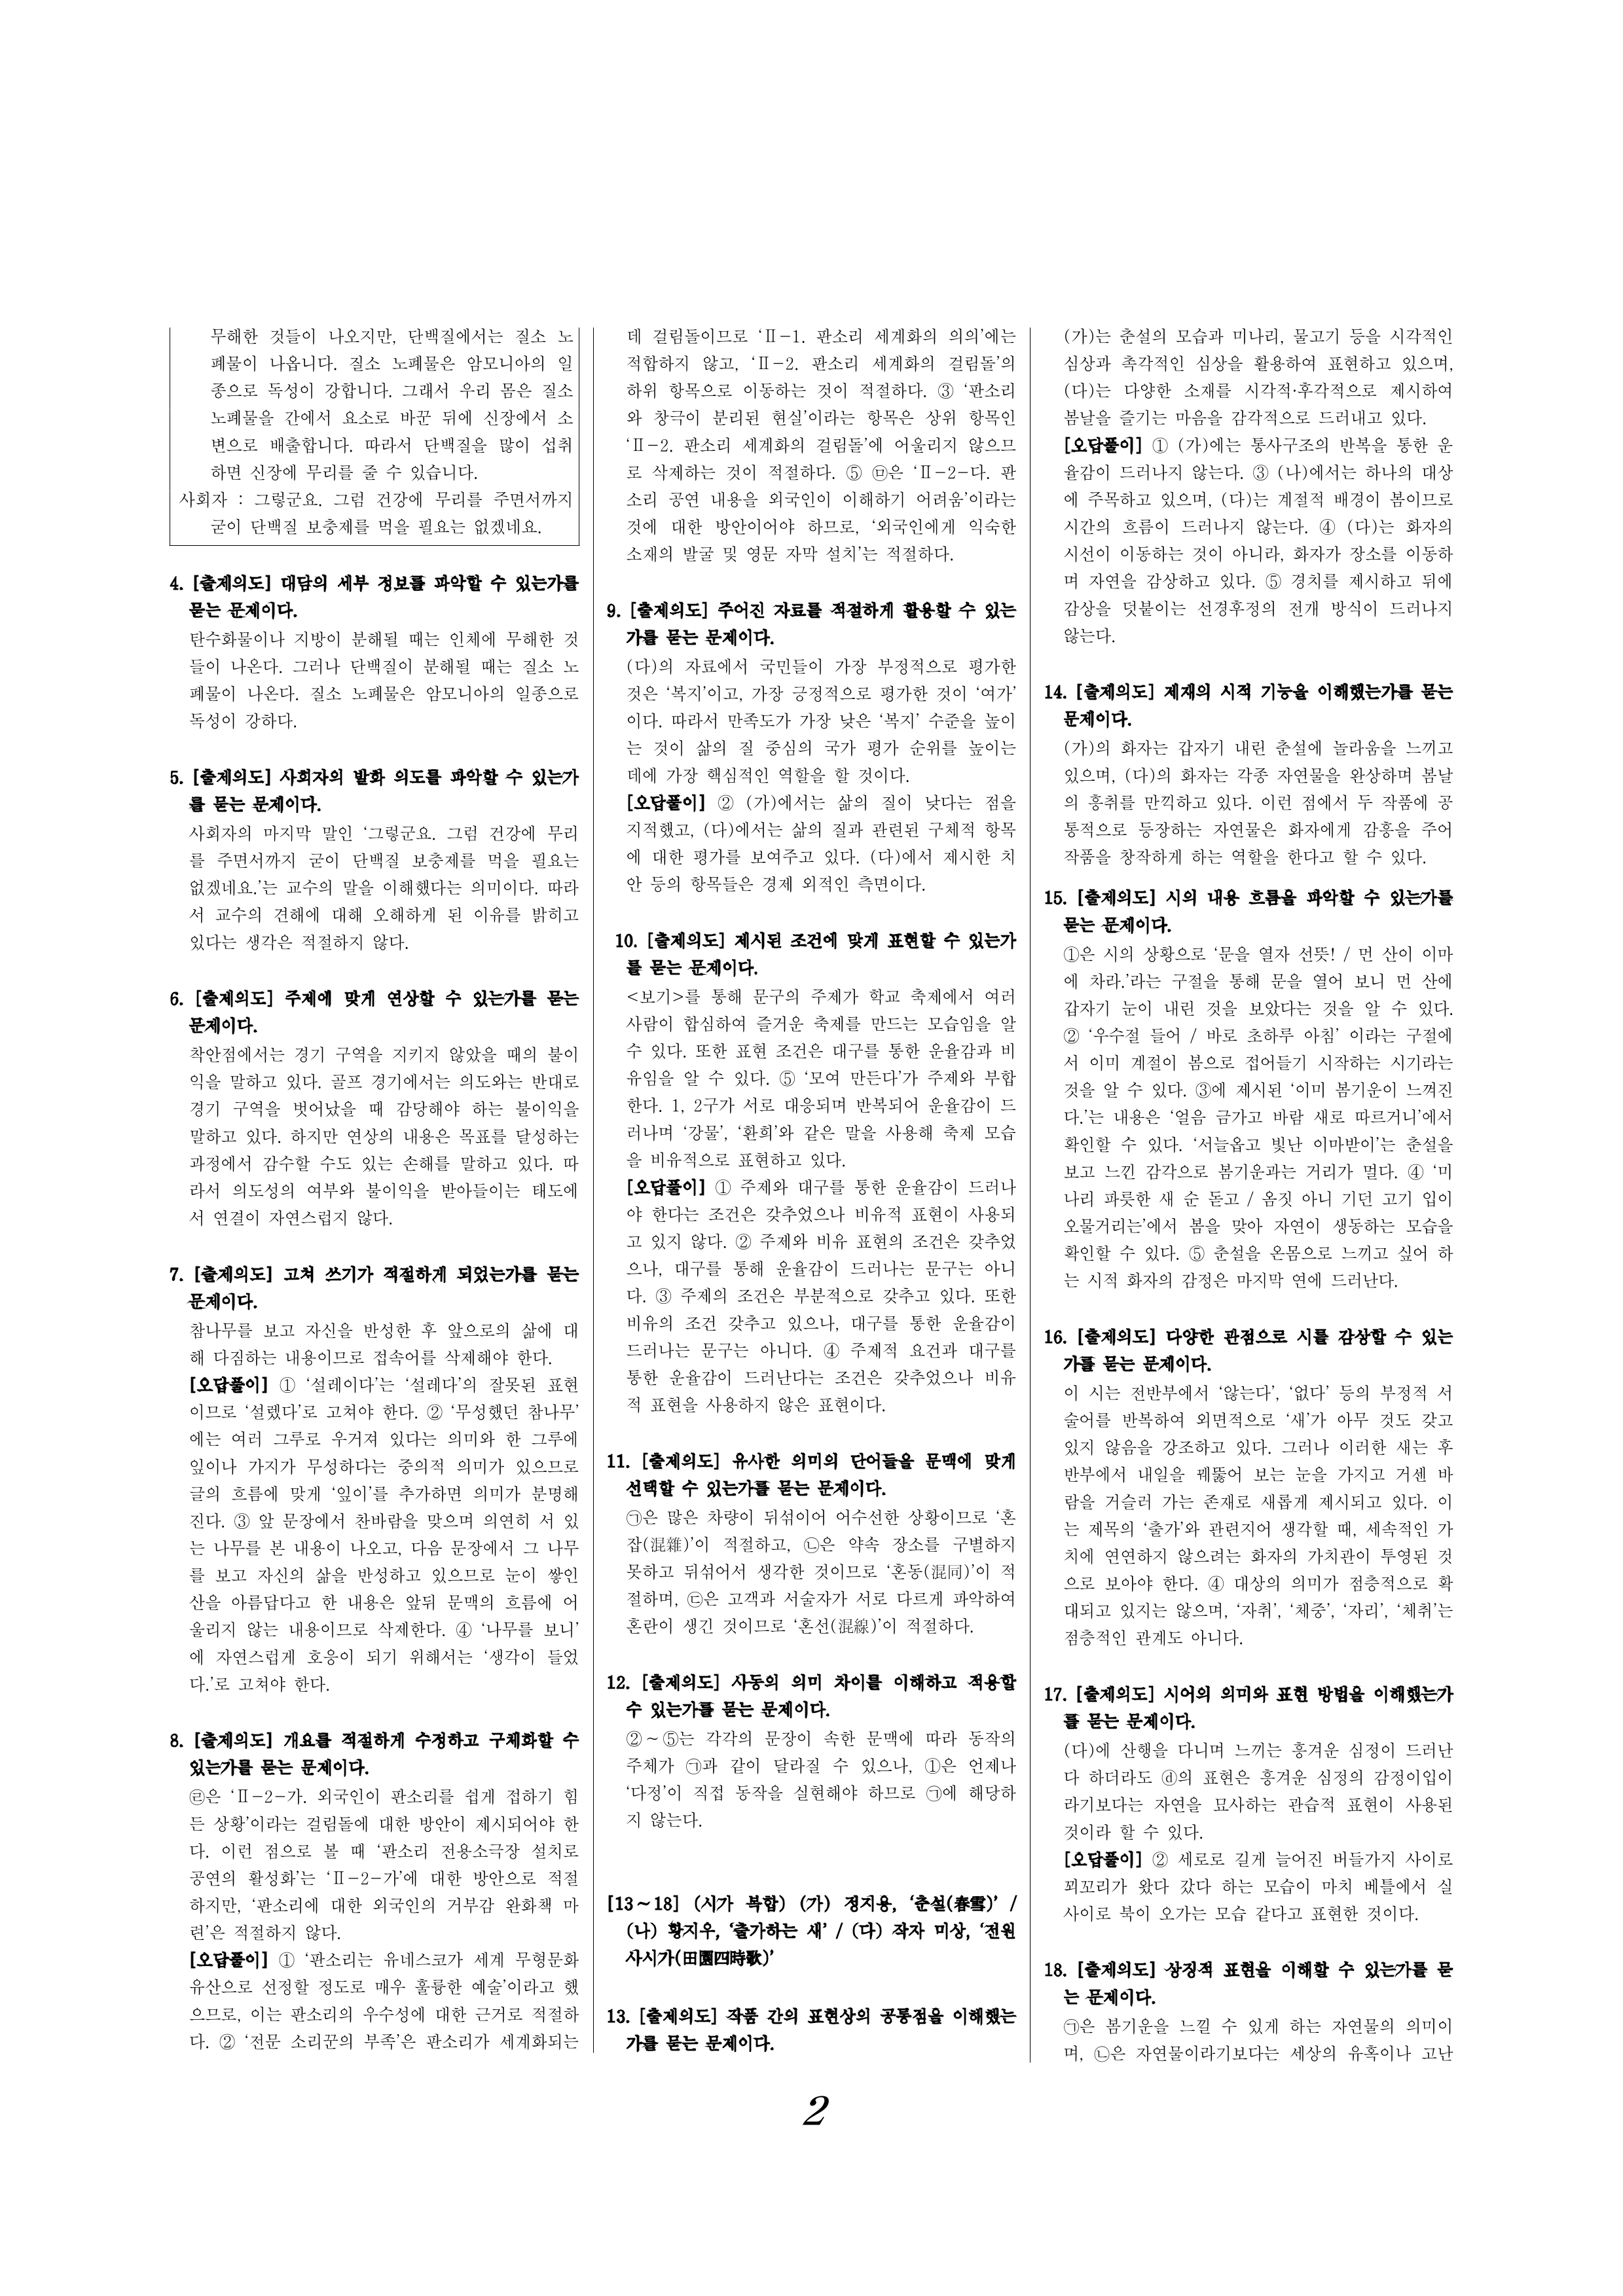 무해한 것들이 나오지만, 단백질에서는 질소 노
폐물이 나옵니다. 질소 노폐물은 암모니아의 일
종으로 독성이 강합니다. 그래서 우리 몸은 질소
노폐물을 간에서 요소로 바꾼 뒤에 신장에서 소
변으로 배출합니다. 따라서 단백질을 많이 섭취
하면 신장에 무리를 줄 수 있습니다.
사회자 : 그렇군요. 그럼 건강에 무리를 주면서까지
굳이 단백질 보충제를 먹을 필요는 없겠네요.
4. [출제의도] 대담의 세부 정보를 파악할 수 있는가를
묻는 문제이다.
탄수화물이나 지방이 분해될 때는 인체에 무해한 것
들이 나온다. 그러나 단백질이 분해될 때는 질소 노
폐물이 나온다. 질소 노폐물은 암모니아의 일종으로
독성이 강하다.
5. [출제의도] 사회자의 발화 의도를 파악할 수 있는가
를 묻는 문제이다.
사회자의 마지막 말인 ‘그렇군요. 그럼 건강에 무리
를 주면서까지 굳이 단백질 보충제를 먹을 필요는
없겠네요.’는 교수의 말을 이해했다는 의미이다. 따라
서 교수의 견해에 대해 오해하게 된 이유를 밝히고
있다는 생각은 적절하지 않다.
6. [출제의도] 주제에 맞게 연상할 수 있는가를 묻는
문제이다.
착안점에서는 경기 구역을 지키지 않았을 때의 불이
익을 말하고 있다. 골프 경기에서는 의도와는 반대로
경기 구역을 벗어났을 때 감당해야 하는 불이익을
말하고 있다. 하지만 연상의 내용은 목표를 달성하는
과정에서 감수할 수도 있는 손해를 말하고 있다. 따
라서 의도성의 여부와 불이익을 받아들이는 태도에
서 연결이 자연스럽지 않다.
7. [출제의도] 고쳐 쓰기가 적절하게 되었는가를 묻는
문제이다.
참나무를 보고 자신을 반성한 후 앞으로의 삶에 대
해 다짐하는 내용이므로 접속어를 삭제해야 한다.
[오답풀이] ① ‘설레이다’는 ‘설레다’의 잘못된 표현
이므로 ‘설렜다’로 고쳐야 한다. ② ‘무성했던 참나무’
에는 여러 그루로 우거져 있다는 의미와 한 그루에
잎이나 가지가 무성하다는 중의적 의미가 있으므로
글의 흐름에 맞게 ‘잎이’를 추가하면 의미가 분명해
진다. ③ 앞 문장에서 찬바람을 맞으며 의연히 서 있
는 나무를 본 내용이 나오고, 다음 문장에서 그 나무
를 보고 자신의 삶을 반성하고 있으므로 눈이 쌓인
산을 아름답다고 한 내용은 앞뒤 문맥의 흐름에 어
울리지 않는 내용이므로 삭제한다. ④ ‘나무를 보니’
에 자연스럽게 호응이 되기 위해서는 ‘생각이 들었
다.’로 고쳐야 한다.
8. [출제의도] 개요를 적절하게 수정하고 구체화할 수
있는가를 묻는 문제이다.
㉣은 ‘Ⅱ-2-가. 외국인이 판소리를 쉽게 접하기 힘
든 상황’이라는 걸림돌에 대한 방안이 제시되어야 한
다. 이런 점으로 볼 때 ‘판소리 전용소극장 설치로
공연의 활성화’는 ‘Ⅱ-2-가’에 대한 방안으로 적절
하지만, ‘판소리에 대한 외국인의 거부감 완화책 마
련’은 적절하지 않다.
[오답풀이] ① ‘판소리는 유네스코가 세계 무형문화
유산으로 선정할 정도로 매우 훌륭한 예술’이라고 했
으므로, 이는 판소리의 우수성에 대한 근거로 적절하
다. ② ‘전문 소리꾼의 부족’은 판소리가 세계화되는
데 걸림돌이므로 ‘Ⅱ-1. 판소리 세계화의 의의’에는
적합하지 않고, ‘Ⅱ-2. 판소리 세계화의 걸림돌’의
하위 항목으로 이동하는 것이 적절하다. ③ ‘판소리
와 창극이 분리된 현실’이라는 항목은 상위 항목인
‘Ⅱ-2. 판소리 세계화의 걸림돌’에 어울리지 않으므
로 삭제하는 것이 적절하다. ⑤ ㉤은 ‘Ⅱ-2-다. 판
소리 공연 내용을 외국인이 이해하기 어려움’이라는
것에 대한 방안이어야 하므로, ‘외국인에게 익숙한
소재의 발굴 및 영문 자막 설치’는 적절하다.
9. [출제의도] 주어진 자료를 적절하게 활용할 수 있는
가를 묻는 문제이다.
(다)의 자료에서 국민들이 가장 부정적으로 평가한
것은 ‘복지’이고, 가장 긍정적으로 평가한 것이 ‘여가’
이다. 따라서 만족도가 가장 낮은 ‘복지’ 수준을 높이
는 것이 삶의 질 중심의 국가 평가 순위를 높이는
데에 가장 핵심적인 역할을 할 것이다.
[오답풀이] ② (가)에서는 삶의 질이 낮다는 점을
지적했고, (다)에서는 삶의 질과 관련된 구체적 항목
에 대한 평가를 보여주고 있다. (다)에서 제시한 치
안 등의 항목들은 경제 외적인 측면이다.
10. [출제의도] 제시된 조건에 맞게 표현할 수 있는가
를 묻는 문제이다.
<보기>를 통해 문구의 주제가 학교 축제에서 여러
사람이 합심하여 즐거운 축제를 만드는 모습임을 알
수 있다. 또한 표현 조건은 대구를 통한 운율감과 비
유임을 알 수 있다. ⑤ ‘모여 만든다’가 주제와 부합
한다. 1, 2구가 서로 대응되며 반복되어 운율감이 드
러나며 ‘강물’, ‘환희’와 같은 말을 사용해 축제 모습
을 비유적으로 표현하고 있다.
[오답풀이] ① 주제와 대구를 통한 운율감이 드러나
야 한다는 조건은 갖추었으나 비유적 표현이 사용되
고 있지 않다. ② 주제와 비유 표현의 조건은 갖추었
으나, 대구를 통해 운율감이 드러나는 문구는 아니
다. ③ 주제의 조건은 부분적으로 갖추고 있다. 또한
비유의 조건 갖추고 있으나, 대구를 통한 운율감이
드러나는 문구는 아니다. ④ 주제적 요건과 대구를
통한 운율감이 드러난다는 조건은 갖추었으나 비유
적 표현을 사용하지 않은 표현이다.
11. [출제의도] 유사한 의미의 단어들을 문맥에 맞게
선택할 수 있는가를 묻는 문제이다.
㉠은 많은 차량이 뒤섞이어 어수선한 상황이므로 ‘혼
잡(混雜)’이 적절하고, ㉡은 약속 장소를 구별하지
못하고 뒤섞어서 생각한 것이므로 ‘혼동(混同)’이 적
절하며, ㉢은 고객과 서술자가 서로 다르게 파악하여
혼란이 생긴 것이므로 ‘혼선(混線)’이 적절하다.
12. [출제의도] 사동의 의미 차이를 이해하고 적용할
수 있는가를 묻는 문제이다.
②~⑤는 각각의 문장이 속한 문맥에 따라 동작의
주체가 ㉠과 같이 달라질 수 있으나, ①은 언제나
‘다정’이 직접 동작을 실현해야 하므로 ㉠에 해당하
지 않는다.
[13~18] (시가 복합) (가) 정지용, ‘춘설(春雪)’ /
(나) 황지우, ‘출가하는 새’ / (다) 작자 미상, ‘전원
사시가(田園四時歌)’
13. [출제의도] 작품 간의 표현상의 공통점을 이해했는
가를 묻는 문제이다.
(가)는 춘설의 모습과 미나리, 물고기 등을 시각적인
심상과 촉각적인 심상을 활용하여 표현하고 있으며,
(다)는 다양한 소재를 시각적·후각적으로 제시하여
봄날을 즐기는 마음을 감각적으로 드러내고 있다.
[오답풀이] ① (가)에는 통사구조의 반복을 통한 운
율감이 드러나지 않는다. ③ (나)에서는 하나의 대상
에 주목하고 있으며, (다)는 계절적 배경이 봄이므로
시간의 흐름이 드러나지 않는다. ④ (다)는 화자의
시선이 이동하는 것이 아니라, 화자가 장소를 이동하
며 자연을 감상하고 있다. ⑤ 경치를 제시하고 뒤에
감상을 덧붙이는 선경후정의 전개 방식이 드러나지
않는다.
14. [출제의도] 제재의 시적 기능을 이해했는가를 묻는
문제이다.
(가)의 화자는 갑자기 내린 춘설에 놀라움을 느끼고
있으며, (다)의 화자는 각종 자연물을 완상하며 봄날
의 흥취를 만끽하고 있다. 이런 점에서 두 작품에 공
통적으로 등장하는 자연물은 화자에게 감흥을 주어
작품을 창작하게 하는 역할을 한다고 할 수 있다.
15. [출제의도] 시의 내용 흐름을 파악할 수 있는가를
묻는 문제이다.
①은 시의 상황으로 ‘문을 열자 선뜻! / 먼 산이 이마
에 차라.’라는 구절을 통해 문을 열어 보니 먼 산에
갑자기 눈이 내린 것을 보았다는 것을 알 수 있다.
② ‘우수절 들어 / 바로 초하루 아침’ 이라는 구절에
서 이미 계절이 봄으로 접어들기 시작하는 시기라는
것을 알 수 있다. ③에 제시된 ‘이미 봄기운이 느껴진
다.’는 내용은 ‘얼음 금가고 바람 새로 따르거니’에서
확인할 수 있다. ‘서늘옵고 빛난 이마받이’는 춘설을
보고 느낀 감각으로 봄기운과는 거리가 멀다. ④ ‘미
나리 파릇한 새 순 돋고 / 옴짓 아니 기던 고기 입이
오물거리는’에서 봄을 맞아 자연이 생동하는 모습을
확인할 수 있다. ⑤ 춘설을 온몸으로 느끼고 싶어 하
는 시적 화자의 감정은 마지막 연에 드러난다.
16. [출제의도] 다양한 관점으로 시를 감상할 수 있는
가를 묻는 문제이다.
이 시는 전반부에서 ‘않는다’, ‘없다’ 등의 부정적 서
술어를 반복하여 외면적으로 ‘새’가 아무 것도 갖고
있지 않음을 강조하고 있다. 그러나 이러한 새는 후
반부에서 내일을 꿰뚫어 보는 눈을 가지고 거센 바
람을 거슬러 가는 존재로 새롭게 제시되고 있다. 이
는 제목의 ‘출가’와 관련지어 생각할 때, 세속적인 가
치에 연연하지 않으려는 화자의 가치관이 투영된 것
으로 보아야 한다. ④ 대상의 의미가 점층적으로 확
대되고 있지는 않으며, ‘자취’, ‘체중’, ‘자리’, ‘체취’는
점층적인 관계도 아니다.
17. [출제의도] 시어의 의미와 표현 방법을 이해했는가
를 묻는 문제이다.
(다)에 산행을 다니며 느끼는 흥겨운 심정이 드러난
다 하더라도 ⓓ의 표현은 흥겨운 심정의 감정이입이
라기보다는 자연을 묘사하는 관습적 표현이 사용된
것이라 할 수 있다.
[오답풀이] ② 세로로 길게 늘어진 버들가지 사이로
꾀꼬리가 왔다 갔다 하는 모습이 마치 베틀에서 실
사이로 북이 오가는 모습 같다고 표현한 것이다.
18. [출제의도] 상징적 표현을 이해할 수 있는가를 묻
는 문제이다.
㉠은 봄기운을 느낄 수 있게 하는 자연물의 의미이
며, ㉡은 자연물이라기보다는 세상의 유혹이나 고난
2